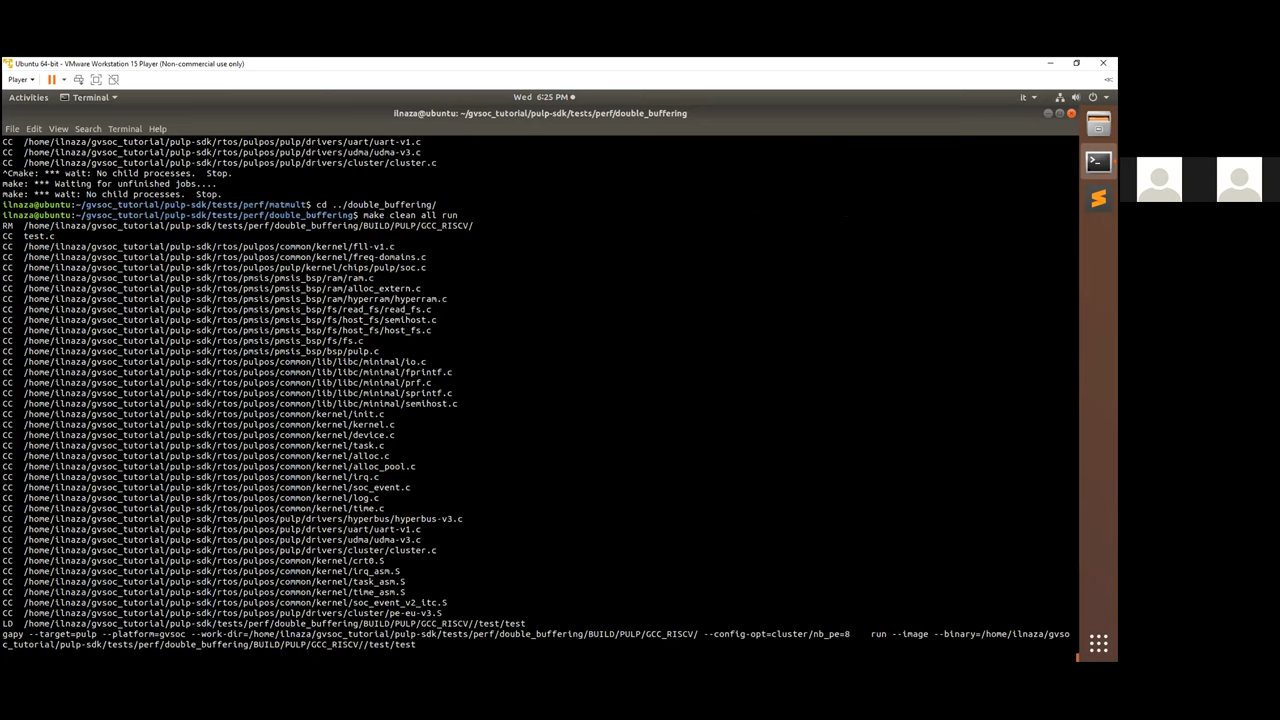 Ubuntu 64-bit - VMware Workstation 15 Player (Non-commercial use only)
Player
Activities Terminal Wed 6:25 PM it
ilnaza@ubuntu: ~/gvsoc_tutorial/pulp-sdk/tests/perf/double_buffering
File Edit View Search Terminal Help
CC /home/ilnaza/gvsoc_tutorial/pulp-sdk/rtos/pulpos/pulp/drivers/uart/uart-v1.c
CC /home/ilnaza/gvsoc_tutorial/pulp-sdk/rtos/pulpos/pulp/drivers/udma/udma-v3.c
CC /home/ilnaza/gvsoc_tutorial/pulp-sdk/rtos/pulpos/pulp/drivers/cluster/cluster.c
^Cmake: *** wait: No child processes. Stop.
make: *** Waiting for unfinished jobs....
make: *** wait: No child processes. Stop.
ilnaza@ubuntu:~/gvsoc_tutorial/pulp-sdk/tests/perf/matmult$ cd ../double_buffering/
ilnaza@ubuntu:~/gvsoc_tutorial/pulp-sdk/tests/perf/double_buffering$ make clean all run
RM /home/ilnaza/gvsoc_tutorial/pulp-sdk/tests/perf/double_buffering/BUILD/PULP/GCC_RISCV/
CC test.c
CC /home/ilnaza/gvsoc_tutorial/pulp-sdk/rtos/pulpos/common/kernel/fll-v1.c
CC /home/ilnaza/gvsoc_tutorial/pulp-sdk/rtos/pulpos/common/kernel/freq-domains.c
CC /home/ilnaza/gvsoc_tutorial/pulp-sdk/rtos/pulpos/pulp/kernel/chips/pulp/soc.c
CC /home/ilnaza/gvsoc_tutorial/pulp-sdk/rtos/pmsis/pmsis_bsp/ram/ram.c
CC /home/ilnaza/gvsoc_tutorial/pulp-sdk/rtos/pmsis/pmsis_bsp/ram/alloc_extern.c
CC /home/ilnaza/gvsoc_tutorial/pulp-sdk/rtos/pmsis/pmsis_bsp/ram/hyperram/hyperram.c
CC /home/ilnaza/gvsoc_tutorial/pulp-sdk/rtos/pmsis/pmsis_bsp/fs/read_fs/read_fs.c
CC /home/ilnaza/gvsoc_tutorial/pulp-sdk/rtos/pmsis/pmsis_bsp/fs/host_fs/semihost.c
CC /home/ilnaza/gvsoc_tutorial/pulp-sdk/rtos/pmsis/pmsis_bsp/fs/host_fs/host_fs.c
CC /home/ilnaza/gvsoc_tutorial/pulp-sdk/rtos/pmsis/pmsis_bsp/fs/fs.c
CC /home/ilnaza/gvsoc_tutorial/pulp-sdk/rtos/pmsis/pmsis_bsp/bsp/pulp.c
CC /home/ilnaza/gvsoc_tutorial/pulp-sdk/rtos/pulpos/common/lib/libc/minimal/io.c
CC /home/ilnaza/gvsoc_tutorial/pulp-sdk/rtos/pulpos/common/lib/libc/minimal/fprintf.c
CC /home/ilnaza/gvsoc_tutorial/pulp-sdk/rtos/pulpos/common/lib/libc/minimal/prf.c
CC /home/ilnaza/gvsoc_tutorial/pulp-sdk/rtos/pulpos/common/lib/libc/minimal/sprintf.c
CC /home/ilnaza/gvsoc_tutorial/pulp-sdk/rtos/pulpos/common/lib/libc/minimal/semihost.c
CC /home/ilnaza/gvsoc_tutorial/pulp-sdk/rtos/pulpos/common/kernel/init.c
CC /home/ilnaza/gvsoc_tutorial/pulp-sdk/rtos/pulpos/common/kernel/kernel.c
CC /home/ilnaza/gvsoc_tutorial/pulp-sdk/rtos/pulpos/common/kernel/device.c
CC /home/ilnaza/gvsoc_tutorial/pulp-sdk/rtos/pulpos/common/kernel/task.c
CC /home/ilnaza/gvsoc_tutorial/pulp-sdk/rtos/pulpos/common/kernel/alloc.c
CC /home/ilnaza/gvsoc_tutorial/pulp-sdk/rtos/pulpos/common/kernel/alloc_pool.c
CC /home/ilnaza/gvsoc_tutorial/pulp-sdk/rtos/pulpos/common/kernel/irq.c
CC /home/ilnaza/gvsoc_tutorial/pulp-sdk/rtos/pulpos/common/kernel/soc_event.c
CC /home/ilnaza/gvsoc_tutorial/pulp-sdk/rtos/pulpos/common/kernel/log.c
CC /home/ilnaza/gvsoc_tutorial/pulp-sdk/rtos/pulpos/common/kernel/time.c
CC /home/ilnaza/gvsoc_tutorial/pulp-sdk/rtos/pulpos/pulp/drivers/hyperbus/hyperbus-v3.c
CC /home/ilnaza/gvsoc_tutorial/pulp-sdk/rtos/pulpos/pulp/drivers/uart/uart-v1.c
CC /home/ilnaza/gvsoc_tutorial/pulp-sdk/rtos/pulpos/pulp/drivers/udma/udma-v3.c
CC /home/ilnaza/gvsoc_tutorial/pulp-sdk/rtos/pulpos/pulp/drivers/cluster/cluster.c
CC /home/ilnaza/gvsoc_tutorial/pulp-sdk/rtos/pulpos/common/kernel/crt0.S
CC /home/ilnaza/gvsoc_tutorial/pulp-sdk/rtos/pulpos/common/kernel/irq_asm.S
CC /home/ilnaza/gvsoc_tutorial/pulp-sdk/rtos/pulpos/common/kernel/task_asm.S
CC /home/ilnaza/gvsoc_tutorial/pulp-sdk/rtos/pulpos/common/kernel/time_asm.S
CC /home/ilnaza/gvsoc_tutorial/pulp-sdk/rtos/pulpos/common/kernel/soc_event_v2_itc.S
CC /home/ilnaza/gvsoc_tutorial/pulp-sdk/rtos/pulpos/pulp/drivers/cluster/pe-eu-v3.S
LD /home/ilnaza/gvsoc_tutorial/pulp-sdk/tests/perf/double_buffering/BUILD/PULP/GCC_RISCV//test/test
gapy --target=pulp --platform=gvsoc --work-dir=/home/ilnaza/gvsoc_tutorial/pulp-sdk/tests/perf/double_buffering/BUILD/PULP/GCC_RISCV/ --config-opt=cluster/nb_pe=8 run --image --binary=/home/ilnaza/gvso
c_tutorial/pulp-sdk/tests/perf/double_buffering/BUILD/PULP/GCC_RISCV//test/test